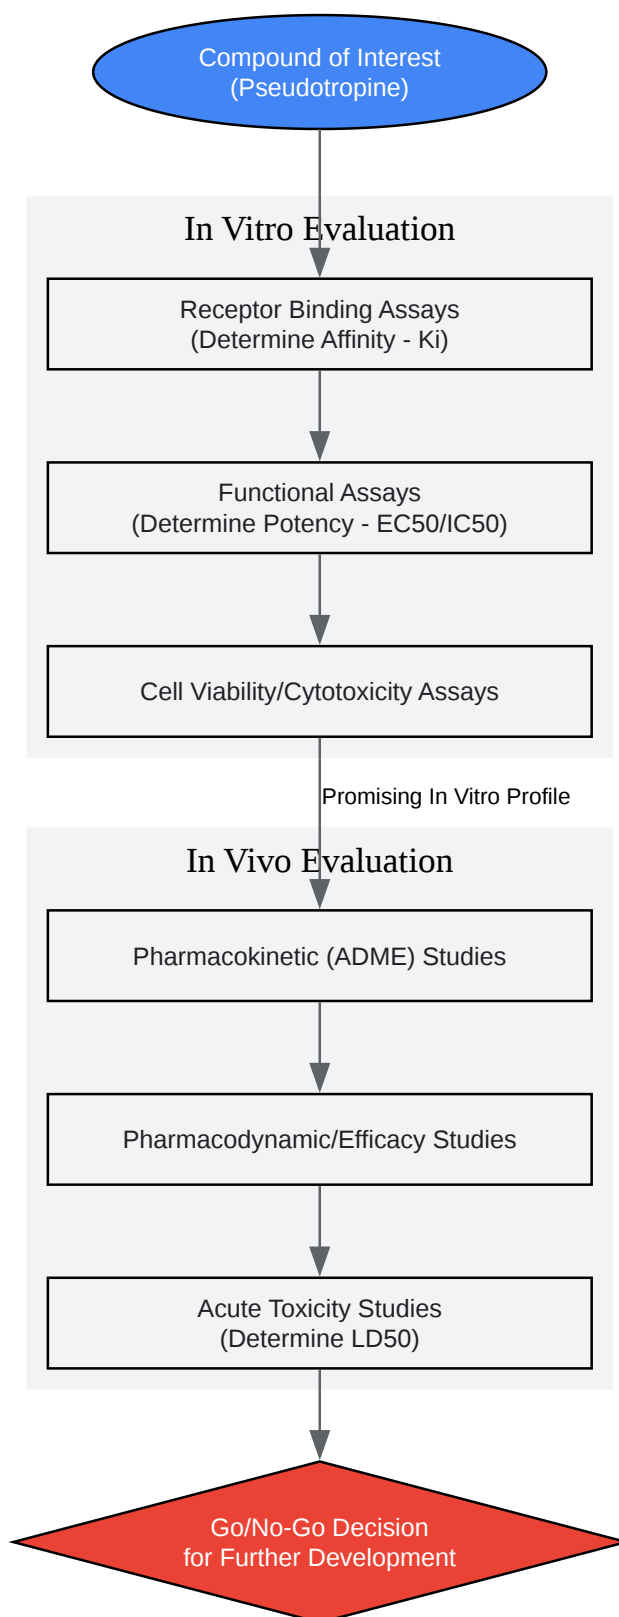 Compound of Interest
(Pseudotropine)
In Vitro Evaluation
Receptor Binding Assays
(Determine Affinity - Ki)
Functional Assays
(Determine Potency - EC50/IC50)
Cell Viability/Cytotoxicity Assays
Promising In Vitro Profile
In Vivo Evaluation
Pharmacokinetic (ADME) Studies
Pharmacodynamic/Efficacy Studies
Acute Toxicity Studies
(Determine LD50)
Go/No-Go Decision
for Further Development